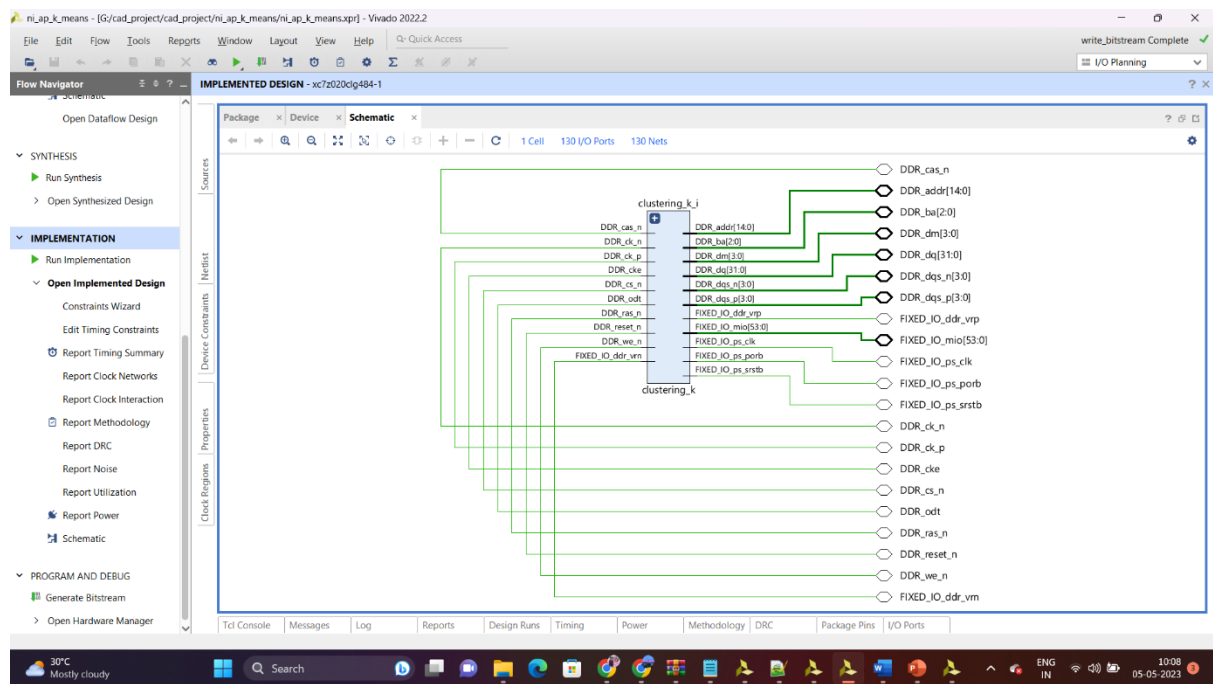 ni_ap_k_means - [G:/cad_project/cad_project/ni_ap_k_means/ni_ap_k_means.xpr] - Vivado 2022.2
File Edit Flow Tools Reports Window Layout View Help Q- Quick Access write_bitstream Complete
I/O Planning
Flow Navigator
IMPLEMENTED DESIGN - xc7z020clg484-1
Schematic
Open Dataflow Design
SYNTHESIS
Run Synthesis
Open Synthesized Design
IMPLEMENTATION
Run Implementation
Open Implemented Design
Constraints Wizard
Edit Timing Constraints
Report Timing Summary
Report Clock Networks
Report Clock Interaction
Report Methodology
Report DRC
Report Noise
Report Utilization
Report Power
Schematic
PROGRAM AND DEBUG
Generate Bitstream
Open Hardware Manager
Sources
Netlist
Device Constraints
Properties
Clock Regions
Package Device Schematic
1 Cell 130 I/O Ports 130 Nets
clustering_k_i
DDR_cas_n
DDR_ck_n
DDR_ck_p
DDR_cke
DDR_cs_n
DDR_odt
DDR_ras_n
DDR_reset_n
DDR_we_n
FIXED_IO_ddr_vrn
DDR_addr[14:0]
DDR_ba[2:0]
DDR_dm[3:0]
DDR_dq[31:0]
DDR_dqs_n[3:0]
DDR_dqs_p[3:0]
FIXED_IO_ddr_vrp
FIXED_IO_mio[53:0]
FIXED_IO_ps_clk
FIXED_IO_ps_porb
FIXED_IO_ps_srstb
clustering_k
DDR_cas_n
DDR_addr[14:0]
DDR_ba[2:0]
DDR_dm[3:0]
DDR_dq[31:0]
DDR_dqs_n[3:0]
DDR_dqs_p[3:0]
FIXED_IO_ddr_vrp
FIXED_IO_mio[53:0]
FIXED_IO_ps_clk
FIXED_IO_ps_porb
FIXED_IO_ps_srstb
DDR_ck_n
DDR_ck_p
DDR_cke
DDR_cs_n
DDR_odt
DDR_ras_n
DDR_reset_n
DDR_we_n
FIXED_IO_ddr_vrn
Tcl Console Messages Log Reports Design Runs Timing Power Methodology DRC Package Pins I/O Ports
30°C
Mostly cloudy
Search
ENG
IN
10:08
05-05-2023